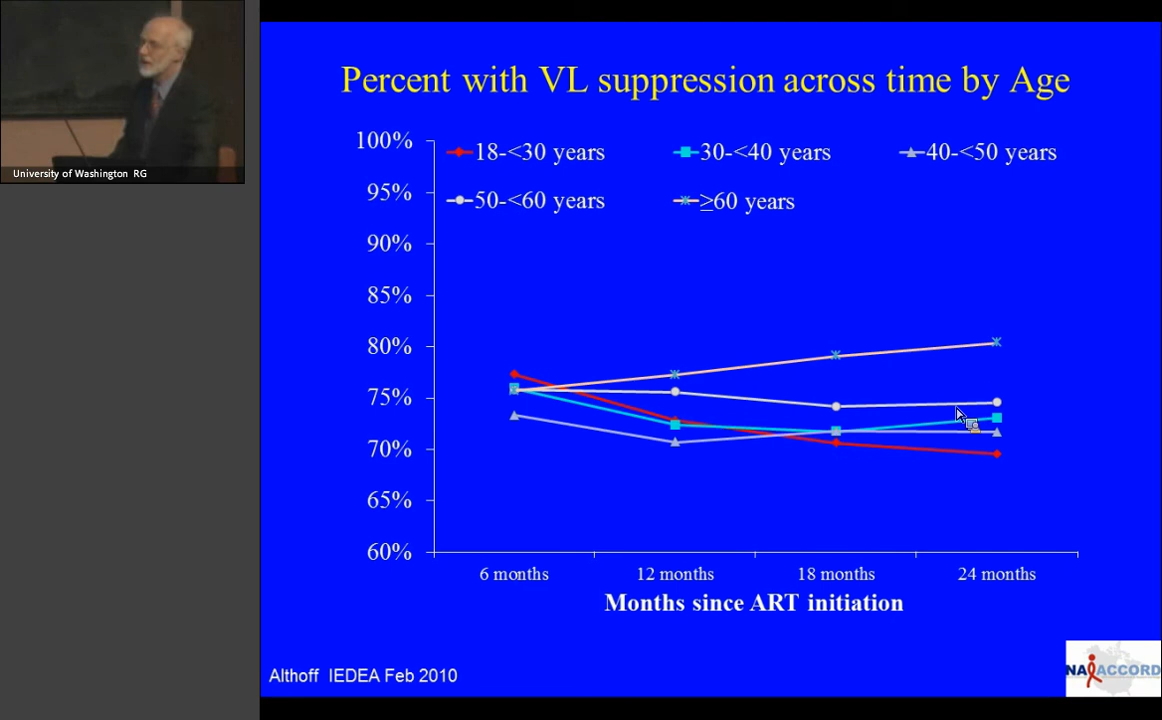 University of Washington RG
Percent with VL suppression across time by Age
100%
95%
90%
85%
80%
75%
70%
65%
60%
18-<30 years
30-<40 years
40-<50 years
50-<60 years
≥60 years
6 months
12 months
18 months
24 months
Months since ART initiation
Althoff IEDEA Feb 2010
NA ACCORD